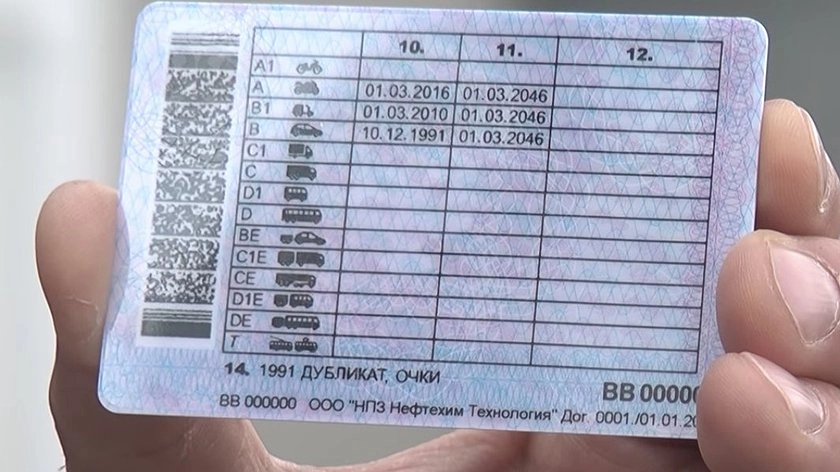 10. 11. 12.
A1
A 01.03.2016 01.03.2046
B1 01.03.2010 01.03.2046
B 10.12.1991 01.03.2046
C1
C
D1
D
BE
C1E
CE
D1E
DE
T
14. 1991 ДУБЛИКАТ, ОЧКИ
BB 00000
BB 000000 ООО "НПЗ Нефтехим Технология" Дог. 0001/01.01.20